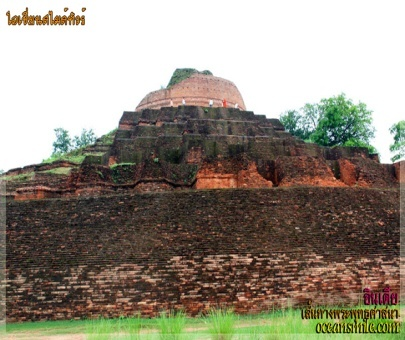 โอเชี่ยนสไมล์ทัวร์
อินเดีย
เส้นทางพระพุทธศาสนา
oceansmile.com